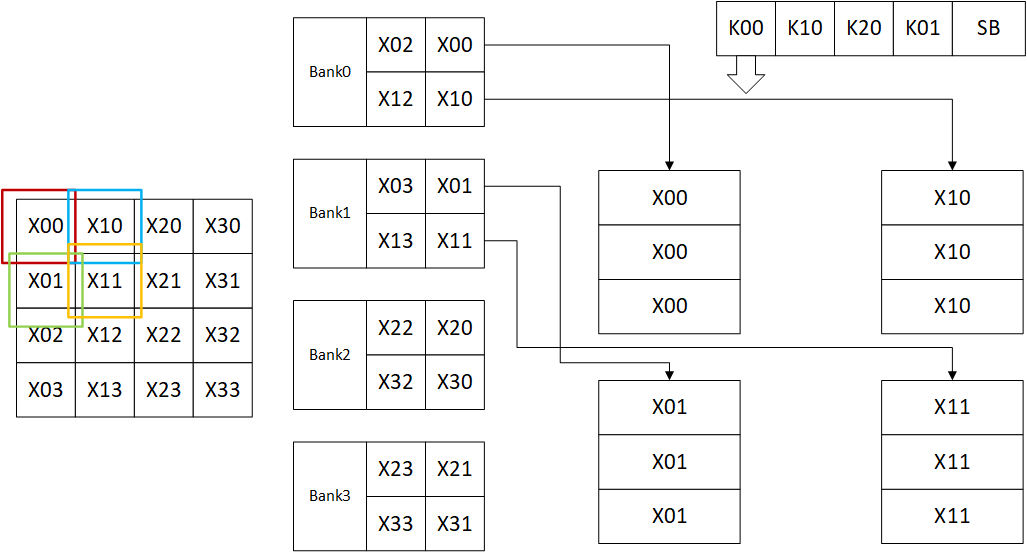 K00 K10 K20 K01 SB
Bank0
X02 X00
X12 X10
Bank1
X03 X01
X13 X11
Bank2
X22 X20
X32 X30
Bank3
X23 X21
X33 X31
X00 X10 X20 X30
X01 X11 X21 X31
X02 X12 X22 X32
X03 X13 X23 X33
X00
X00
X00
X10
X10
X10
X01
X01
X01
X11
X11
X11